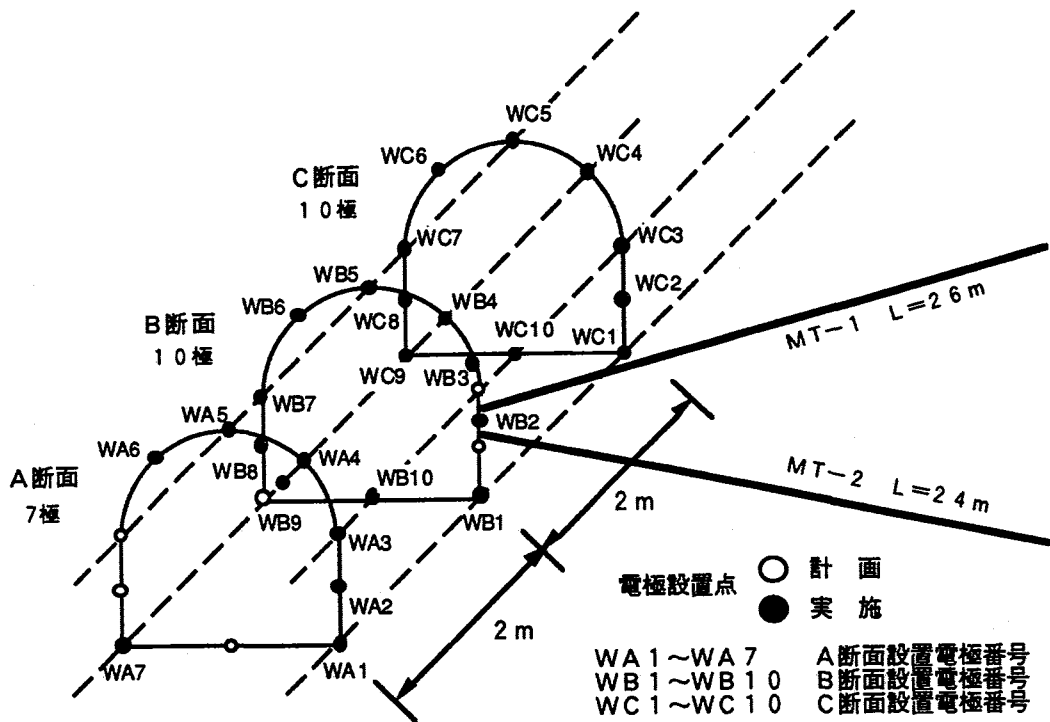 WC5
WC6
WC4
C断面
10極
WC7
WC3
WB5
WC2
WB6
WB4
WC8
WC10
WC1
MT-1 L=26m
B断面
10極
WC9
WB3
WB7
WB2
WA5
WA6
WA4
WB8
WB10
MT-2 L=24m
A断面
7極
WB9
WB1
2m
WA3
電極設置点
計画
実施
WA2
2m
WA7
WA1
WA1~WA7 A断面設置電極番号
WB1~WB10 B断面設置電極番号
WC1~WC10 C断面設置電極番号